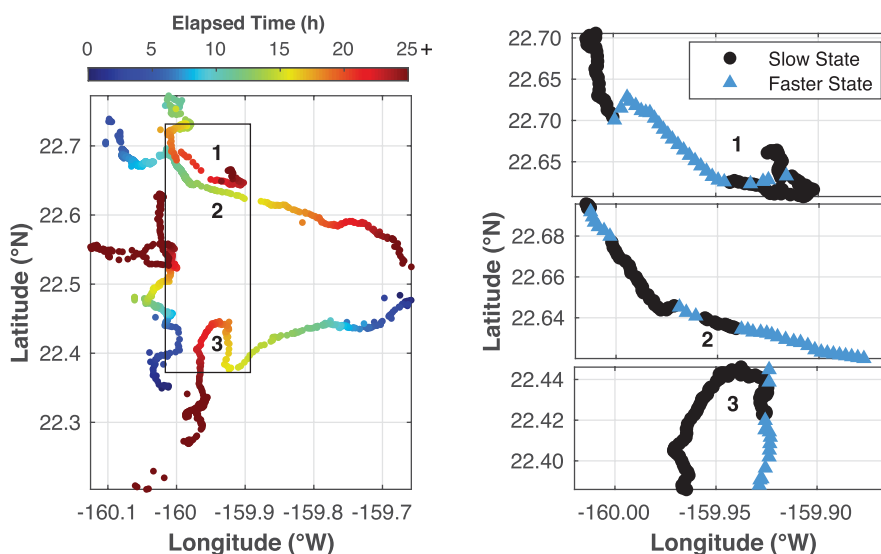 Elapsed Time (h)
0 5 10 15 20 25+
22.7
22.6
22.5
22.4
22.3
Latitude (°N)
1
2
3
-160.1 -160 -159.9 -159.8 -159.7
Longitude (°W)
22.70
22.65
22.70
22.65
Slow State
Faster State
1
22.68
22.66
22.64
2
22.44
22.42
22.40
3
Latitude (°N)
-160.00 -159.95 -159.90
Longitude (°W)